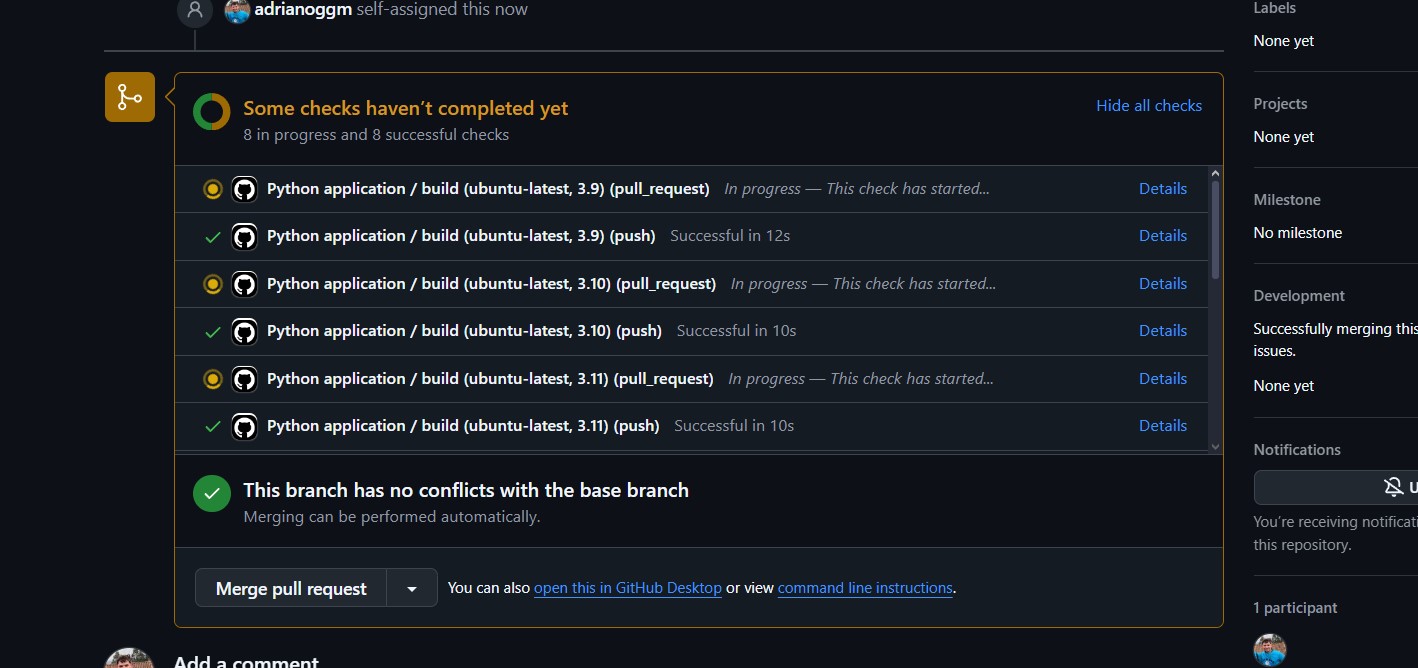 adrianoggm self-assigned this now
Some checks haven’t completed yet
8 in progress and 8 successful checks
Hide all checks
Python application / build (ubuntu-latest, 3.9) (pull_request) In progress — This check has started... Details
Python application / build (ubuntu-latest, 3.9) (push) Successful in 12s Details
Python application / build (ubuntu-latest, 3.10) (pull_request) In progress — This check has started... Details
Python application / build (ubuntu-latest, 3.10) (push) Successful in 10s Details
Python application / build (ubuntu-latest, 3.11) (pull_request) In progress — This check has started... Details
Python application / build (ubuntu-latest, 3.11) (push) Successful in 10s Details
This branch has no conflicts with the base branch
Merging can be performed automatically.
Merge pull request
You can also open this in GitHub Desktop or view command line instructions.
Add a comment
Labels
None yet
Projects
None yet
Milestone
No milestone
Development
Successfully merging this
issues.
None yet
Notifications
U
You’re receiving
this repository.
1 participant